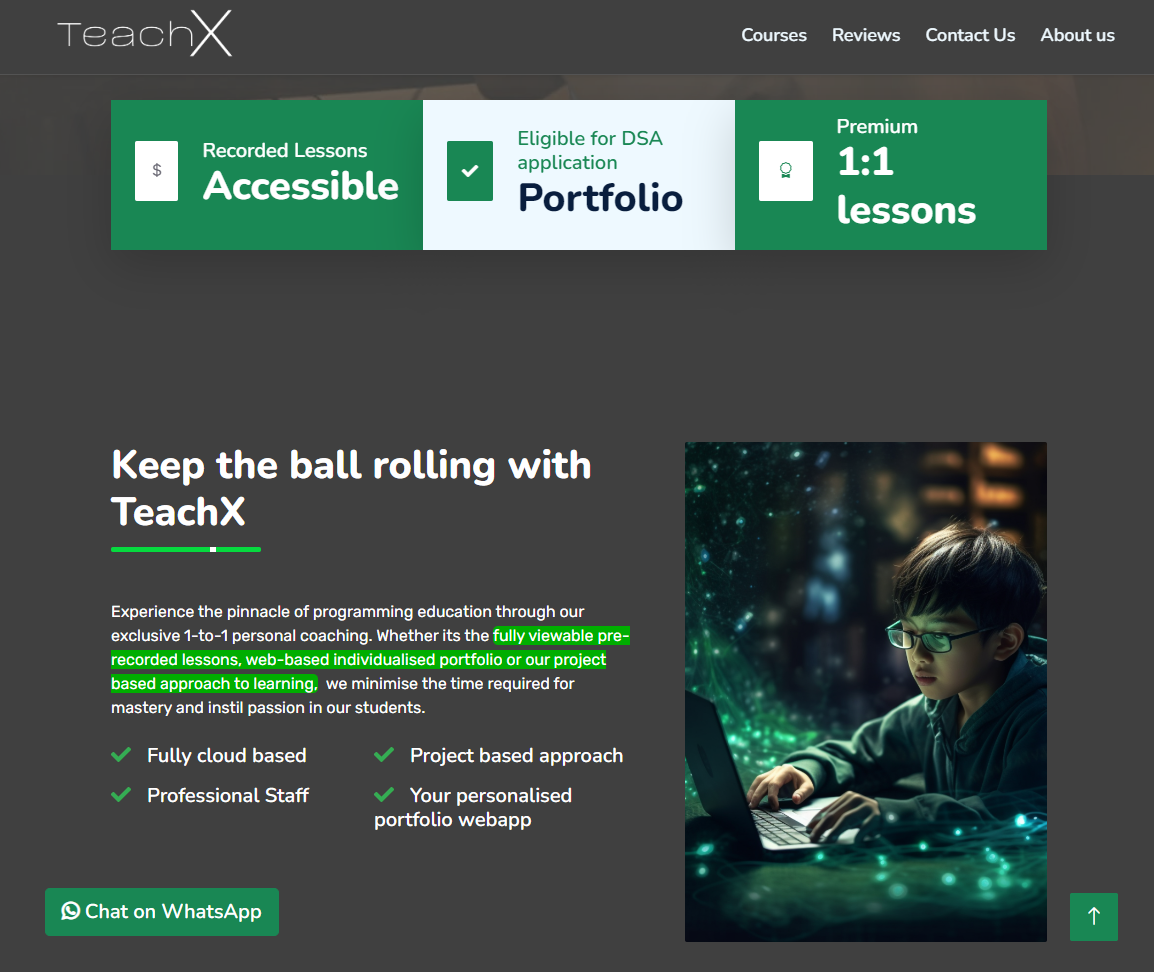 TeachX
Courses
Reviews
Contact Us
About us
$
Recorded Lessons
Accessible
Eligible for DSA
application
Portfolio
Premium
1:1
lessons
Keep the ball rolling with
TeachX
Experience the pinnacle of programming education through our
exclusive 1-to-1 personal coaching. Whether its the fully viewable pre-
recorded lessons, web-based individualised portfolio or our project
based approach to learning, we minimise the time required for
mastery and instil passion in our students.
Fully cloud based
Project based approach
Professional Staff
Your personalised
portfolio webapp
Chat on WhatsApp